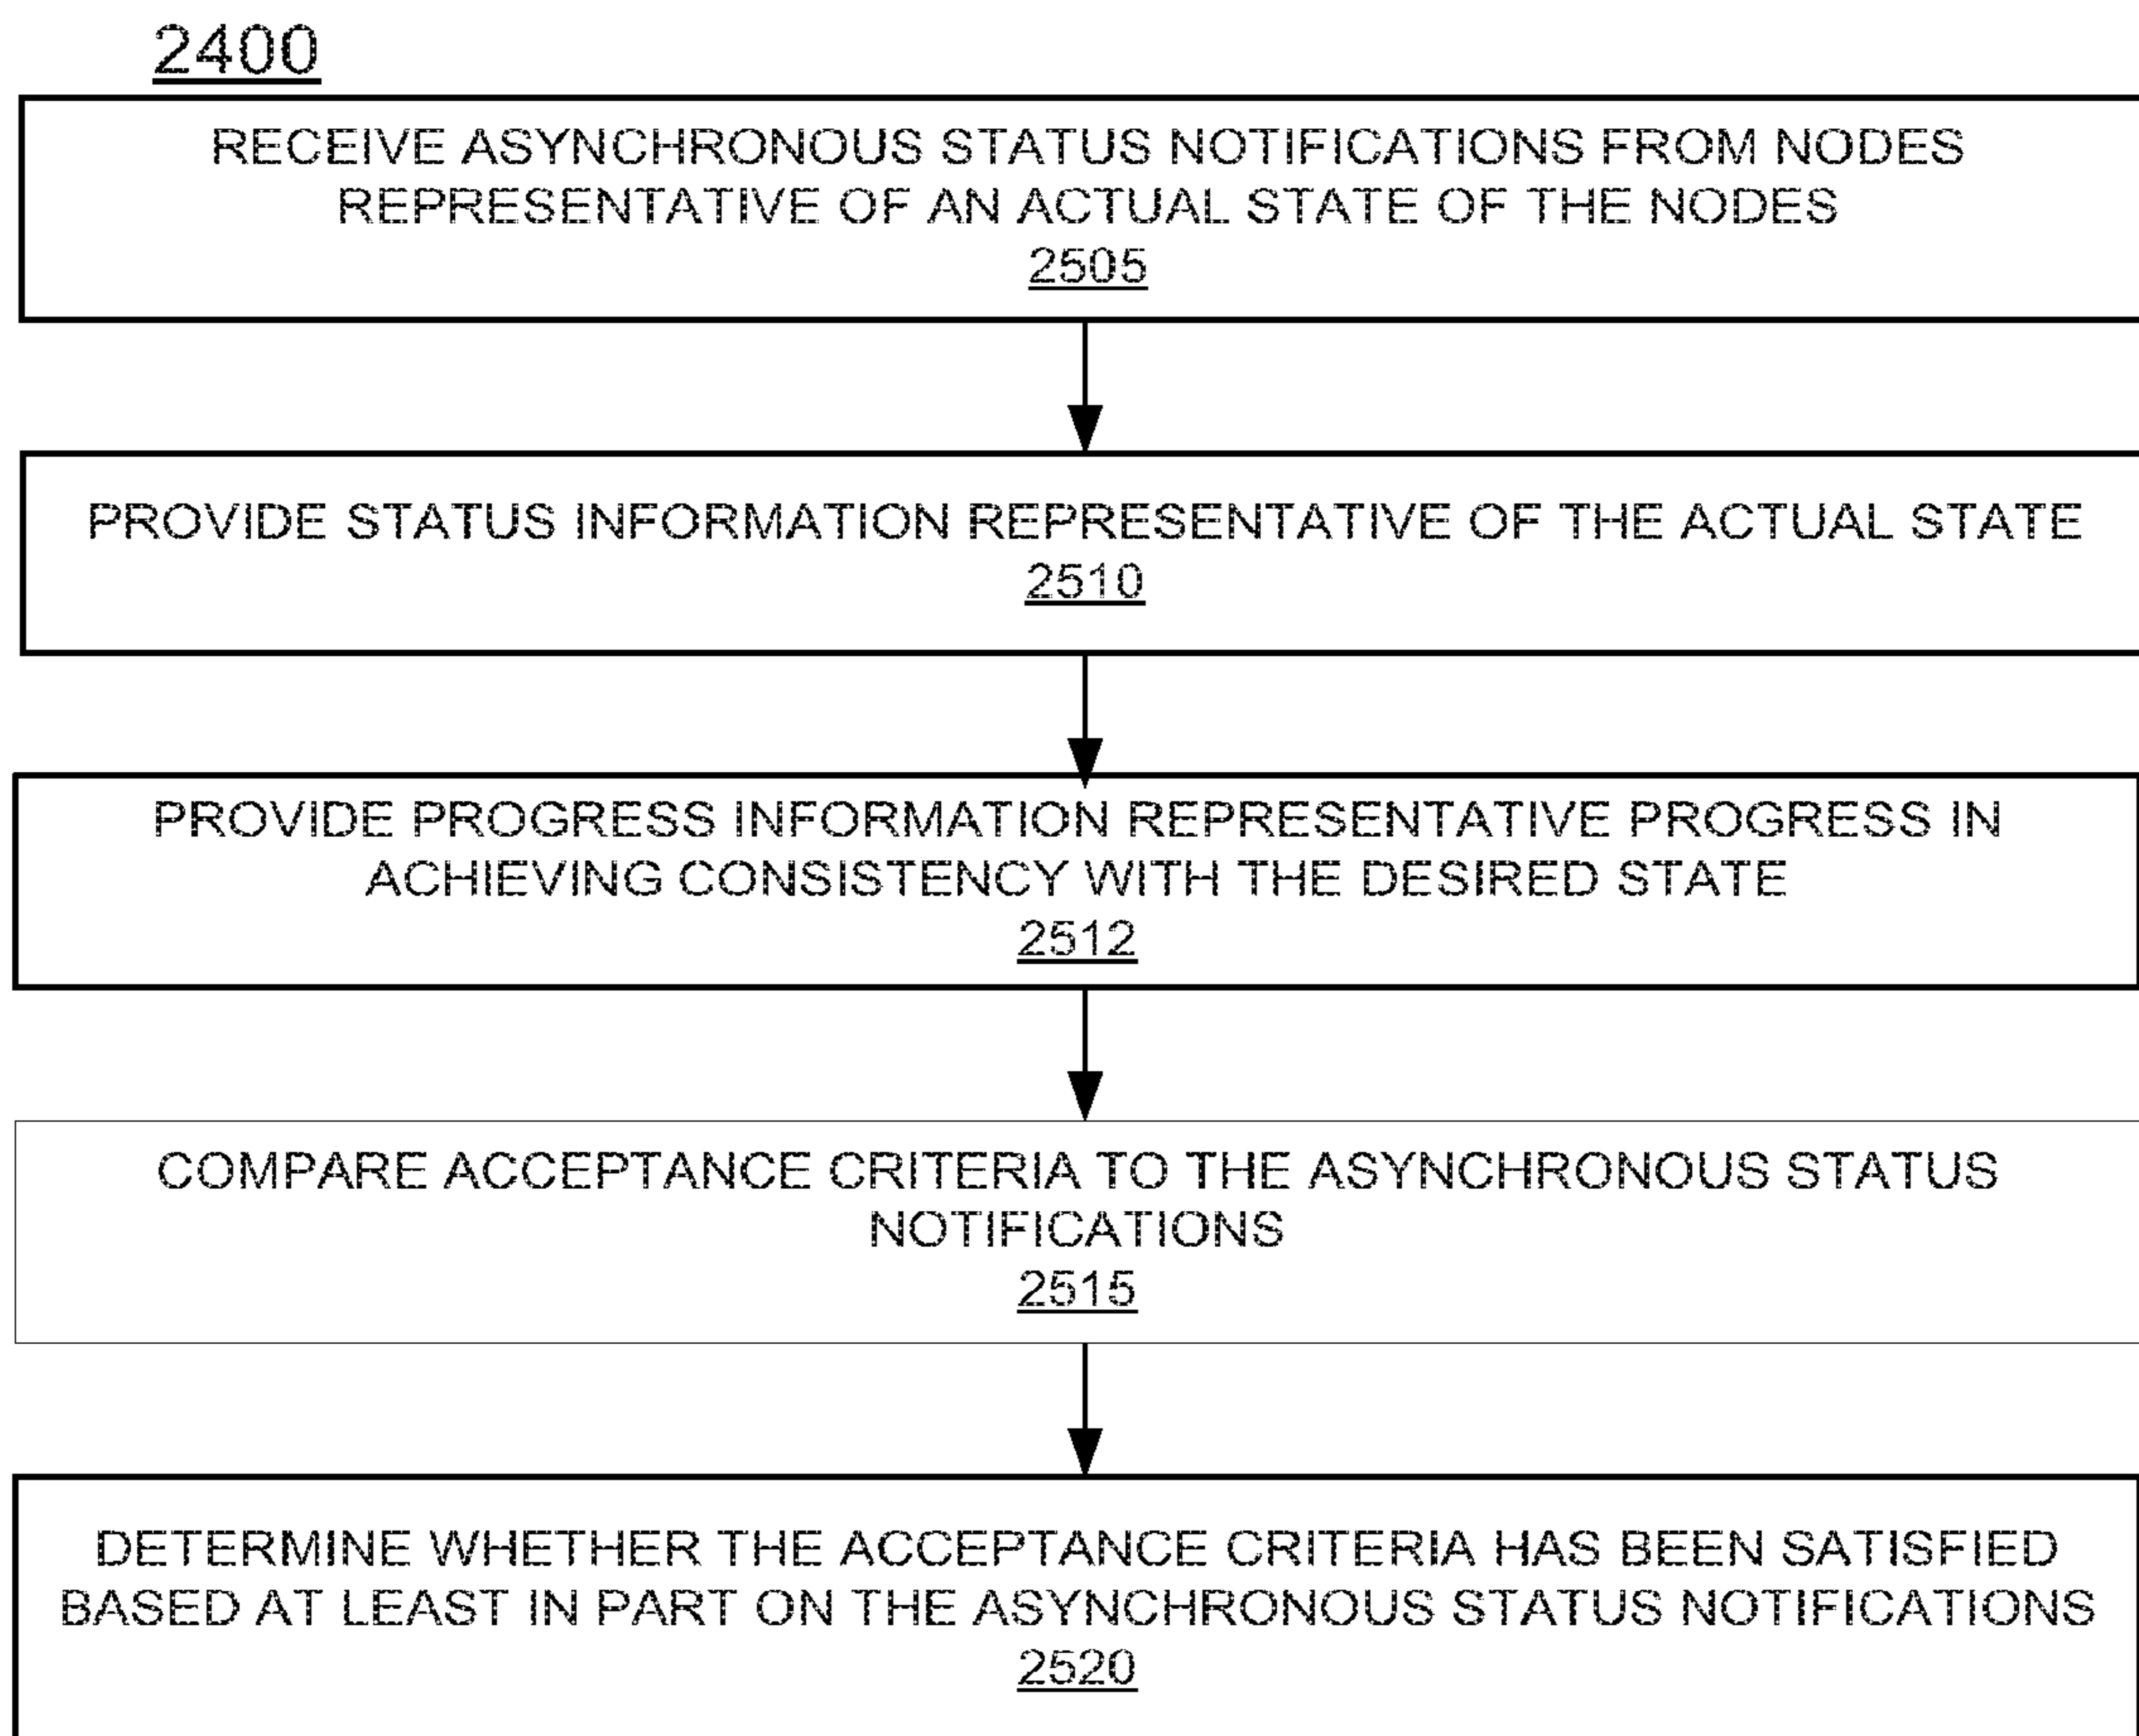 2400
RECEIVE ASYNCHRONOUS STATUS NOTIFICATIONS FROM NODES
REPRESENTATIVE OF AN ACTUAL STATE OF THE NODES
2505
PROVIDE STATUS INFORMATION REPRESENTATIVE OF THE ACTUAL STATE
2510
PROVIDE PROGRESS INFORMATION REPRESENTATIVE PROGRESS IN
ACHIEVING CONSISTENCY WITH THE DESIRED STATE
2512
COMPARE ACCEPTANCE CRITERIA TO THE ASYNCHRONOUS STATUS
NOTIFICATIONS
2515
DETERMINE WHETHER THE ACCEPTANCE CRITERIA HAS BEEN SATISFIED
BASED AT LEAST IN PART ON THE ASYNCHRONOUS STATUS NOTIFICATIONS
2520